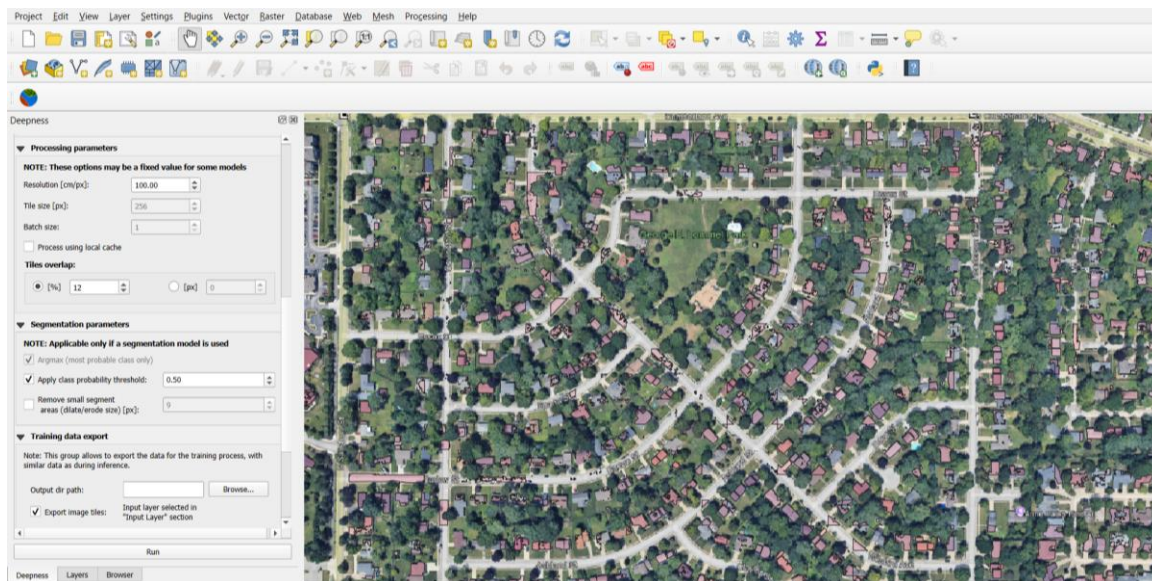 Project Edit View Layer Settings Plugins Vector Raster Database Web Mesh Processing Help
Deepness
Processing parameters
NOTE: These options may be a fixed value for some models
Resolution [cm/px]: 100.00
Tile size [px]: 256
Batch size: 1
Process using local cache
Tiles overlap:
[%] 12 [px] 0
Segmentation parameters
NOTE: Applicable only if a segmentation model is used
Argmax (most probable class only)
Apply class probability threshold: 0.50
Remove small segment
areas (dilate/erode size) [px]: 9
Training data export
Note: This group allows to export the data for the training process, with
similar data as during inference.
Output dir path: Browse...
Export image tiles: Input layer selected in
"Input Layer" section
Run
Deepness Layers Browser